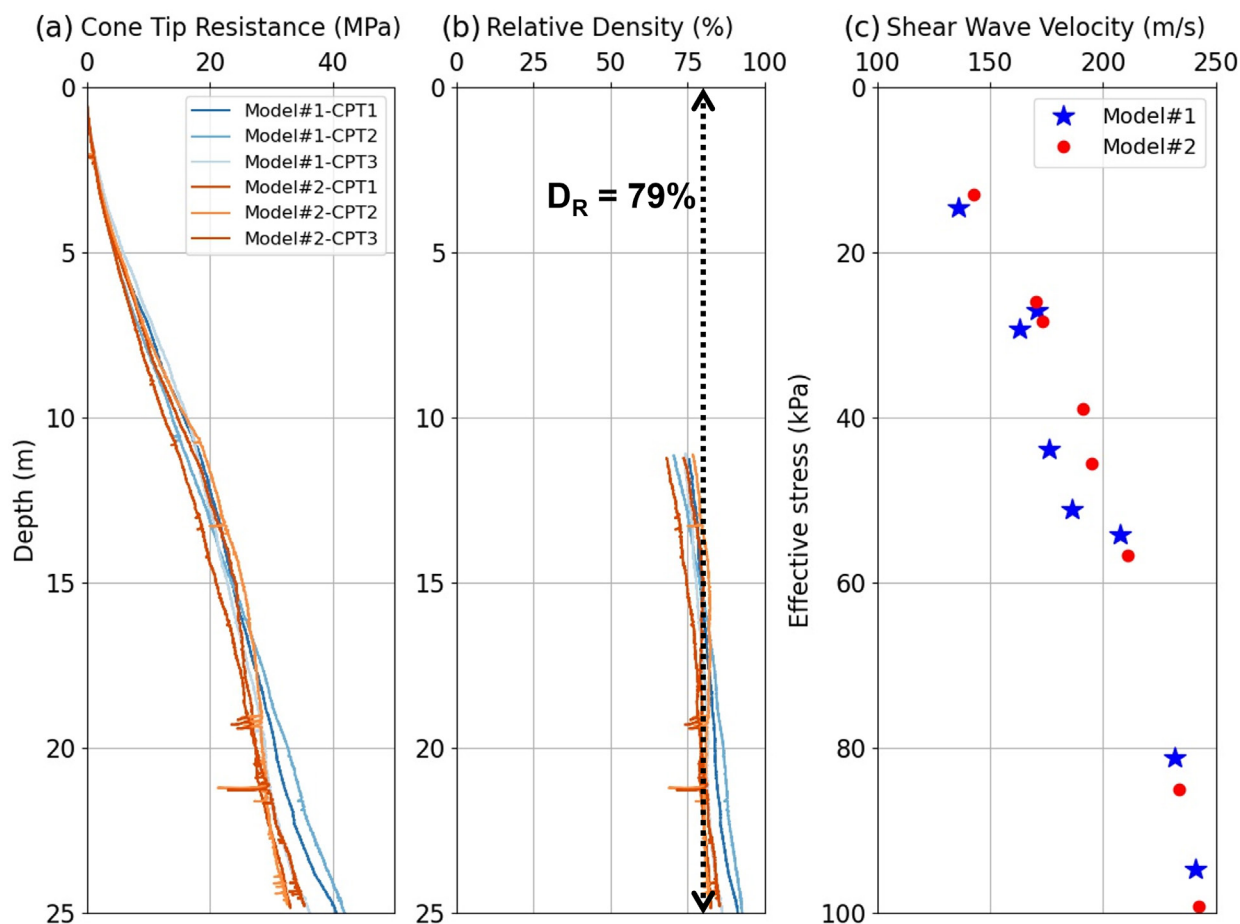 (a) Cone Tip Resistance (MPa)
0 20 40
0
5
10
15
20
25
Depth (m)
Model#1-CPT1
Model#1-CPT2
Model#1-CPT3
Model#2-CPT1
Model#2-CPT2
Model#2-CPT3
(b) Relative Density (%)
0 25 50 75 100
0
5
10
15
20
25
DR = 79%
(c) Shear Wave Velocity (m/s)
100 150 200 250
0
20
40
60
80
100
Effective stress (kPa)
Model#1
Model#2